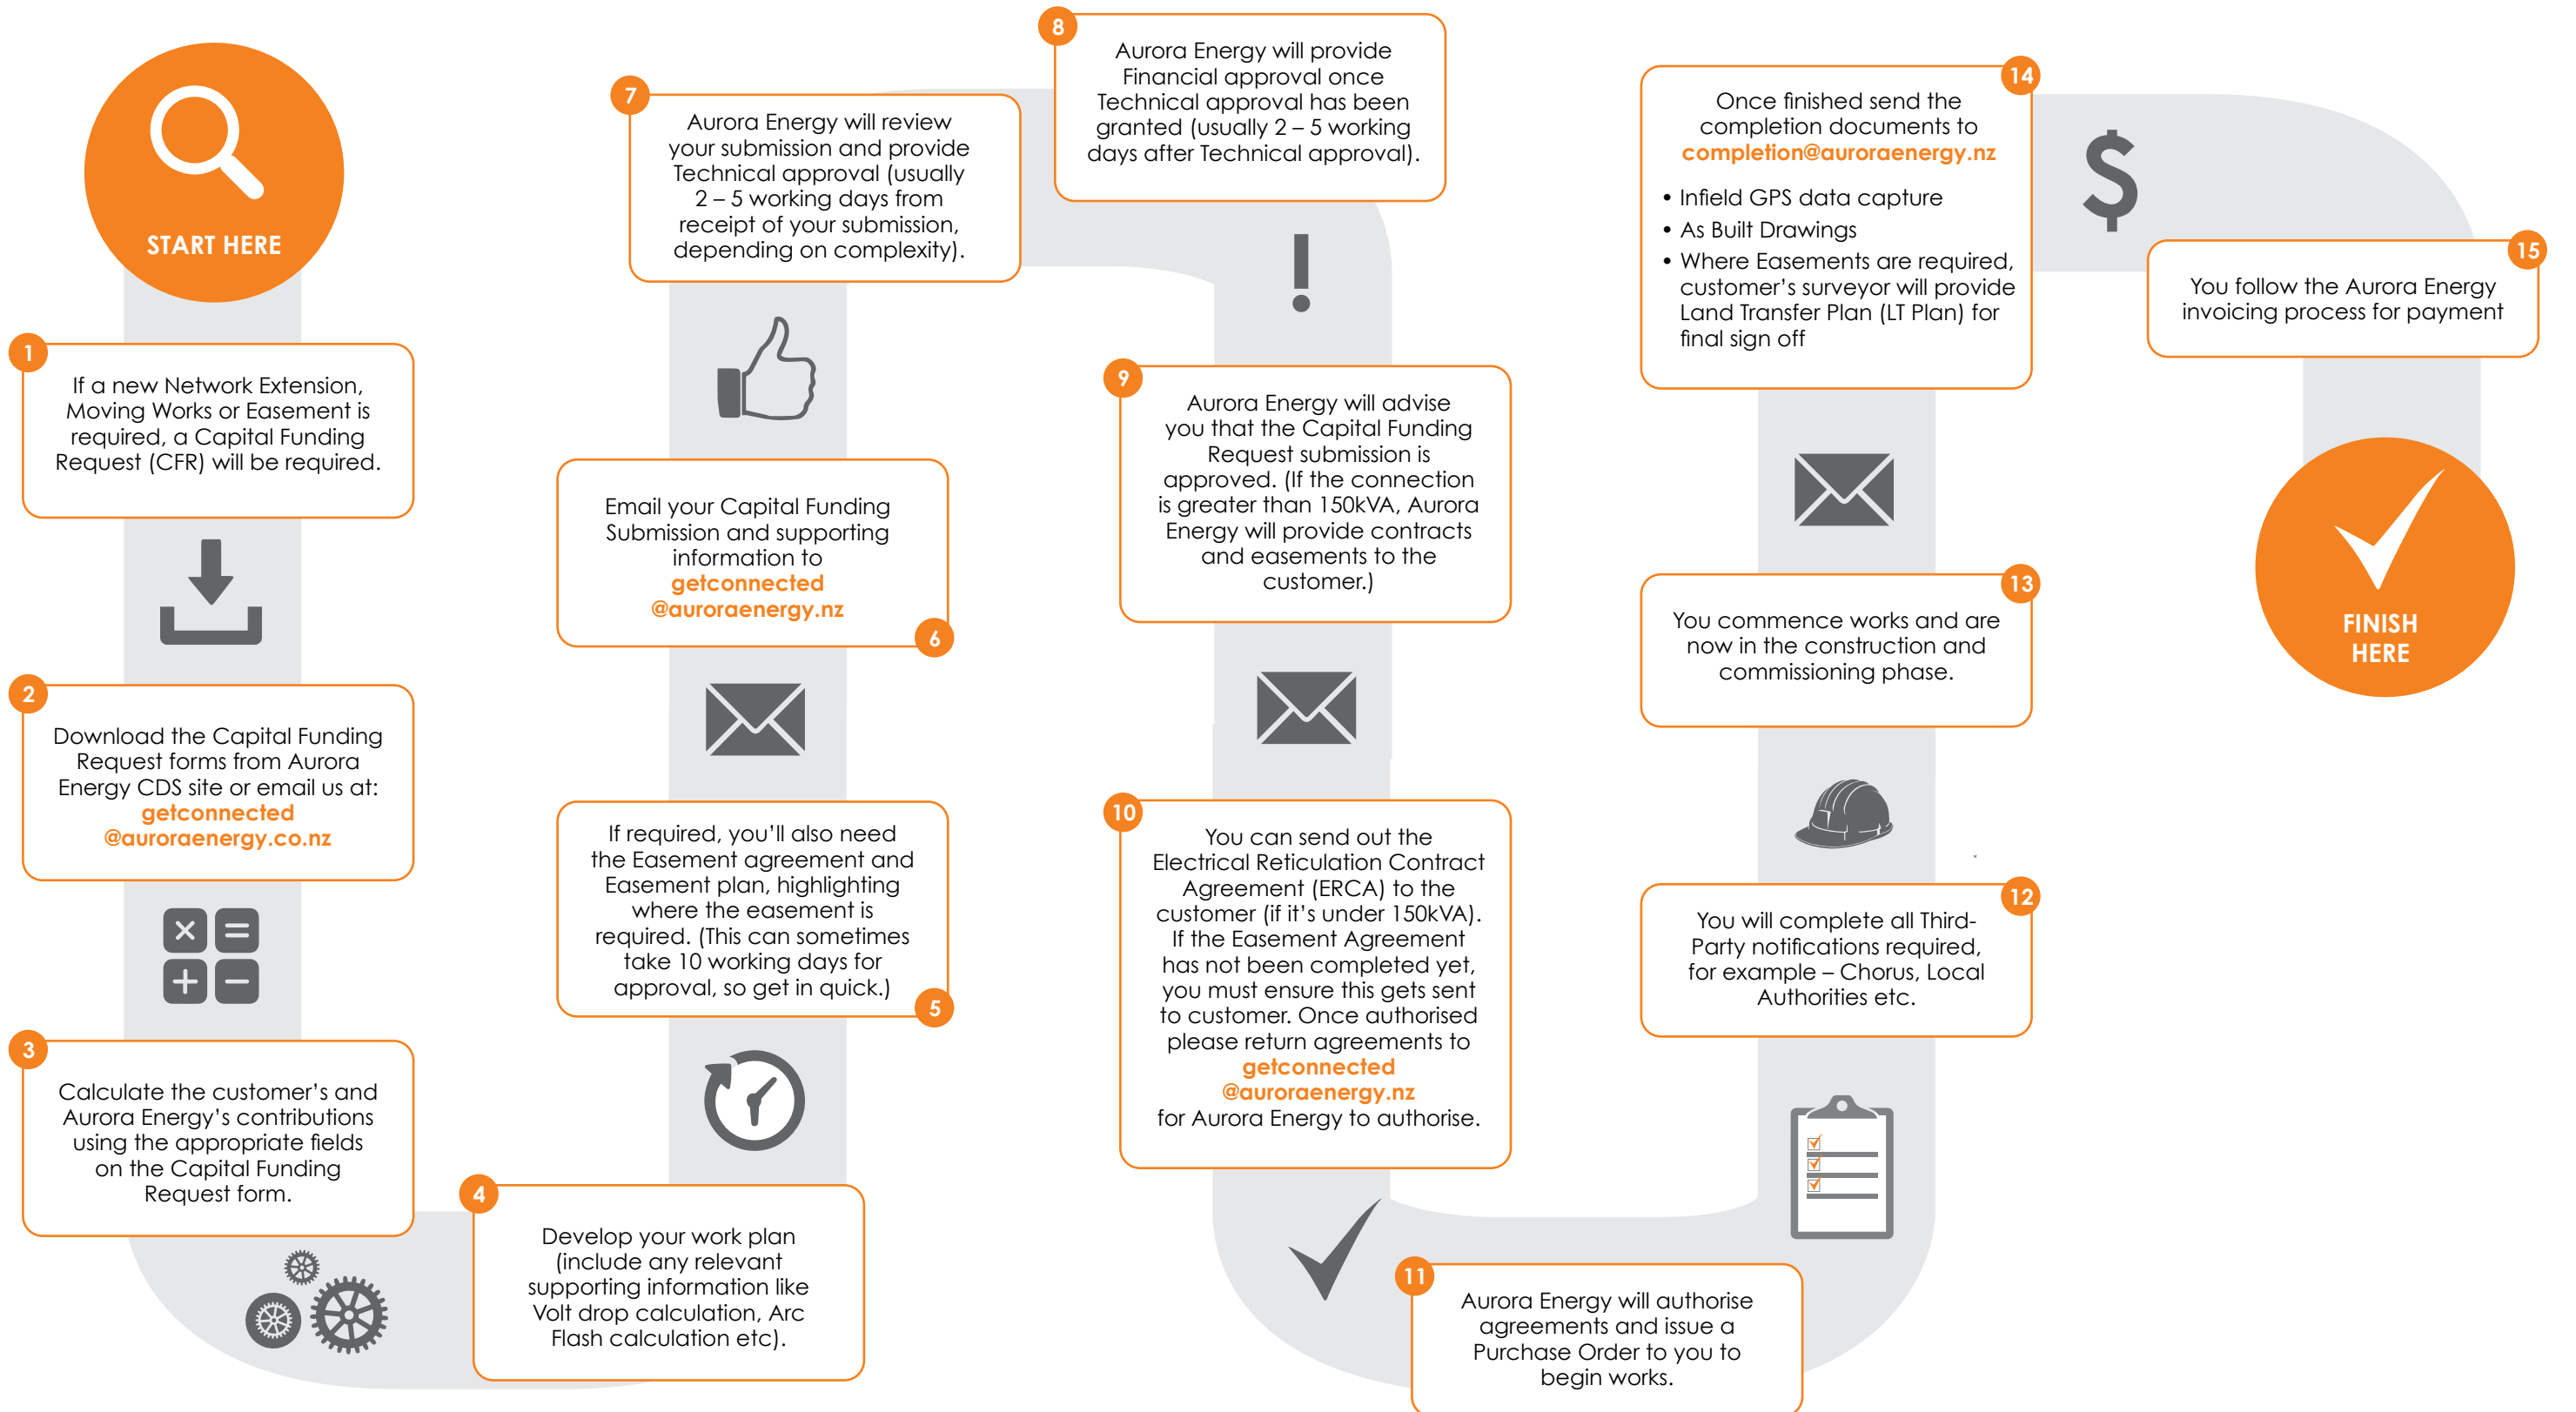 START HERE
1
If a new Network Extension,
Moving Works or Easement is
required, a Capital Funding
Request (CFR) will be required.
2
Download the Capital Funding
Request forms from Aurora
Energy CDS site or email us at:
getconnected
@auroraenergy.co.nz
3
Calculate the customer's and
Aurora Energy's contributions
using the appropriate fields
on the Capital Funding
Request form.
4
Develop your work plan
(include any relevant
supporting information like
Volt drop calculation, Arc
Flash calculation etc).
If required, you'll also need
the Easement agreement and
Easement plan, highlighting
where the easement is
required. (This can sometimes
take 10 working days for
approval, so get in quick.)
5
Email your Capital Funding
Submission and supporting
information to
getconnected
@auroraenergy.nz
6
7
Aurora Energy will review
your submission and provide
Technical approval (usually
2 – 5 working days from
receipt of your submission,
depending on complexity).
8
Aurora Energy will provide
Financial approval once
Technical approval has been
granted (usually 2 – 5 working
days after Technical approval).
9
Aurora Energy will advise
you that the Capital Funding
Request submission is
approved. (If the connection
is greater than 150kVA, Aurora
Energy will provide contracts
and easements to the
customer.)
10
You can send out the
Electrical Reticulation Contract
Agreement (ERCA) to the
customer (if it's under 150kVA).
If the Easement Agreement
has not been completed yet,
you must ensure this gets sent
to customer. Once authorised
please return agreements to
getconnected
@auroraenergy.nz
for Aurora Energy to authorise.
11
Aurora Energy will authorise
agreements and issue a
Purchase Order to you to
begin works.
12
You will complete all Third-
Party notifications required,
for example – Chorus, Local
Authorities etc.
13
You commence works and are
now in the construction and
commissioning phase.
14
Once finished send the
completion documents to
completion@auroraenergy.nz
• Infield GPS data capture
• As Built Drawings
• Where Easements are required,
customer's surveyor will provide
Land Transfer Plan (LT Plan) for
final sign off
15
You follow the Aurora Energy
invoicing process for payment
FINISH
HERE